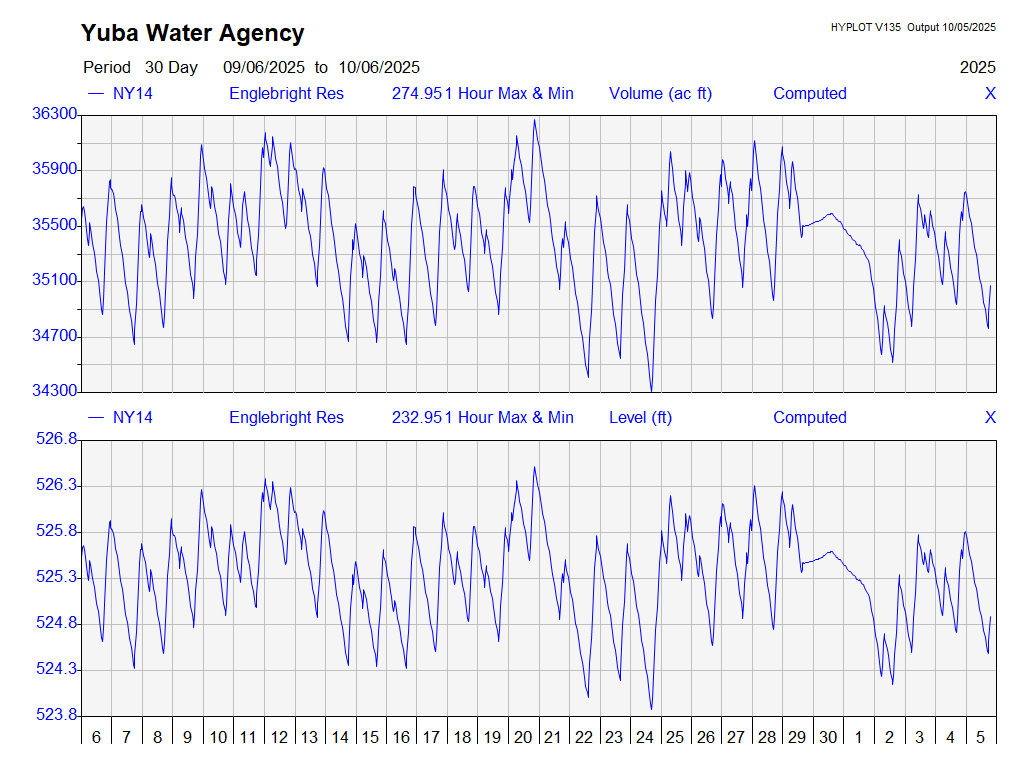 Yuba Water Agency
HYPLOT V135 Output 10/05/2025
Period 30 Day 09/06/2025 to 10/06/2025 2025
NY14 Englebright Res 274.951 Hour Max & Min Volume (ac ft) Computed X
36300
35900
35500
35100
34700
34300
NY14 Englebright Res 232.951 Hour Max & Min Level (ft) Computed X
526.8
526.3
525.8
525.3
524.8
524.3
523.8
6 7 8 9 10 11 12 13 14 15 16 17 18 19 20 21 22 23 24 25 26 27 28 29 30 1 2 3 4 5